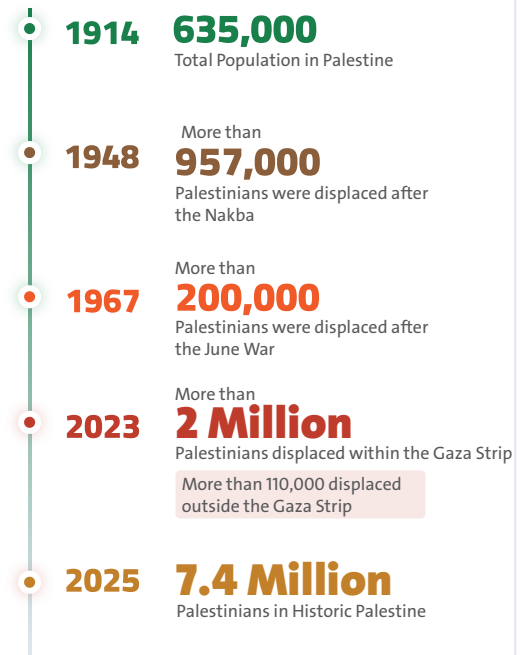 1914
635,000
Total Population in Palestine
1948
More than
957,000
Palestinians were displaced after
the Nakba
1967
More than
200,000
Palestinians were displaced after
the June War
2023
More than
2 Million
Palestinians displaced within the Gaza Strip
More than 110,000 displaced
outside the Gaza Strip
2025
7.4 Million
Palestinians in Historic Palestine